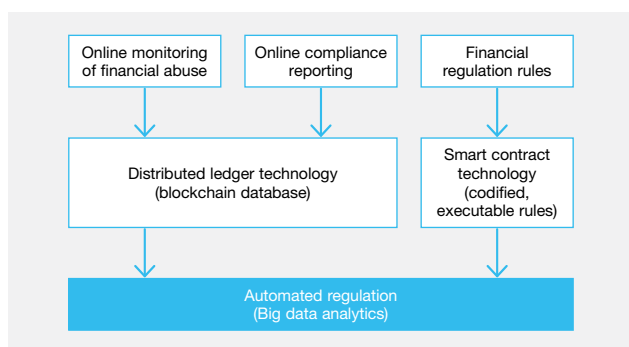 Online monitoring
of financial abuse
Online compliance
reporting
Financial
regulation rules
Distributed ledger technology
(blockchain database)
Smart contract
technology
(codified,
executable rules)
Automated regulation
(Big data analytics)